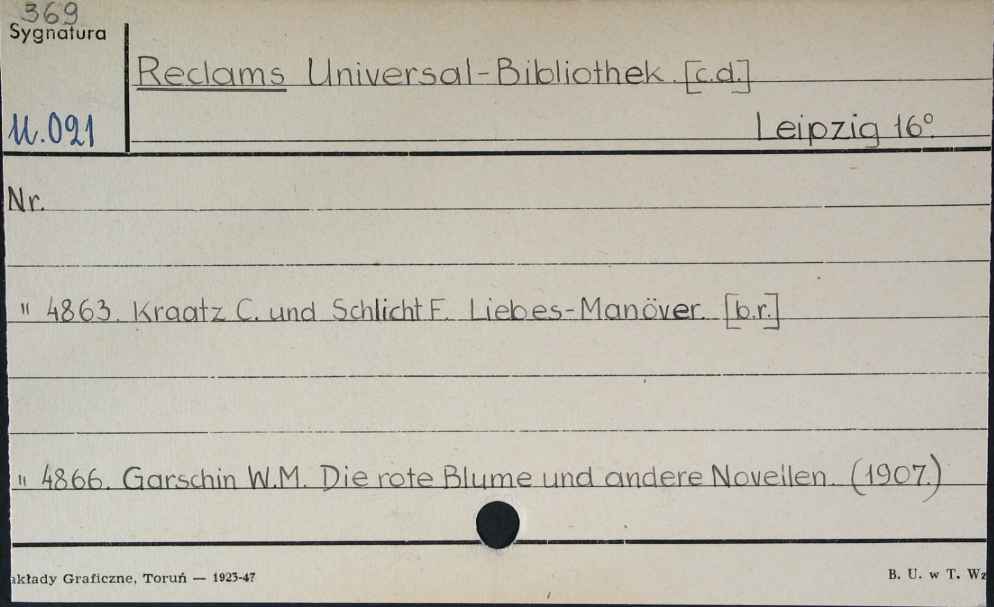 369
Sygnatura
Reclams Universal-Bibliothek [c.d.]
U.021 Leipzig 16°.
Nr.
" 4863. Kraatz C. und Schlicht F. Liebes-Manöver. [b.r.]
" 4866. Garschin W.M. Die rote Blume und andere Novellen. (1907.)
akłady Graficzne, Toruń — 1923-47 B. U. w T. Wz